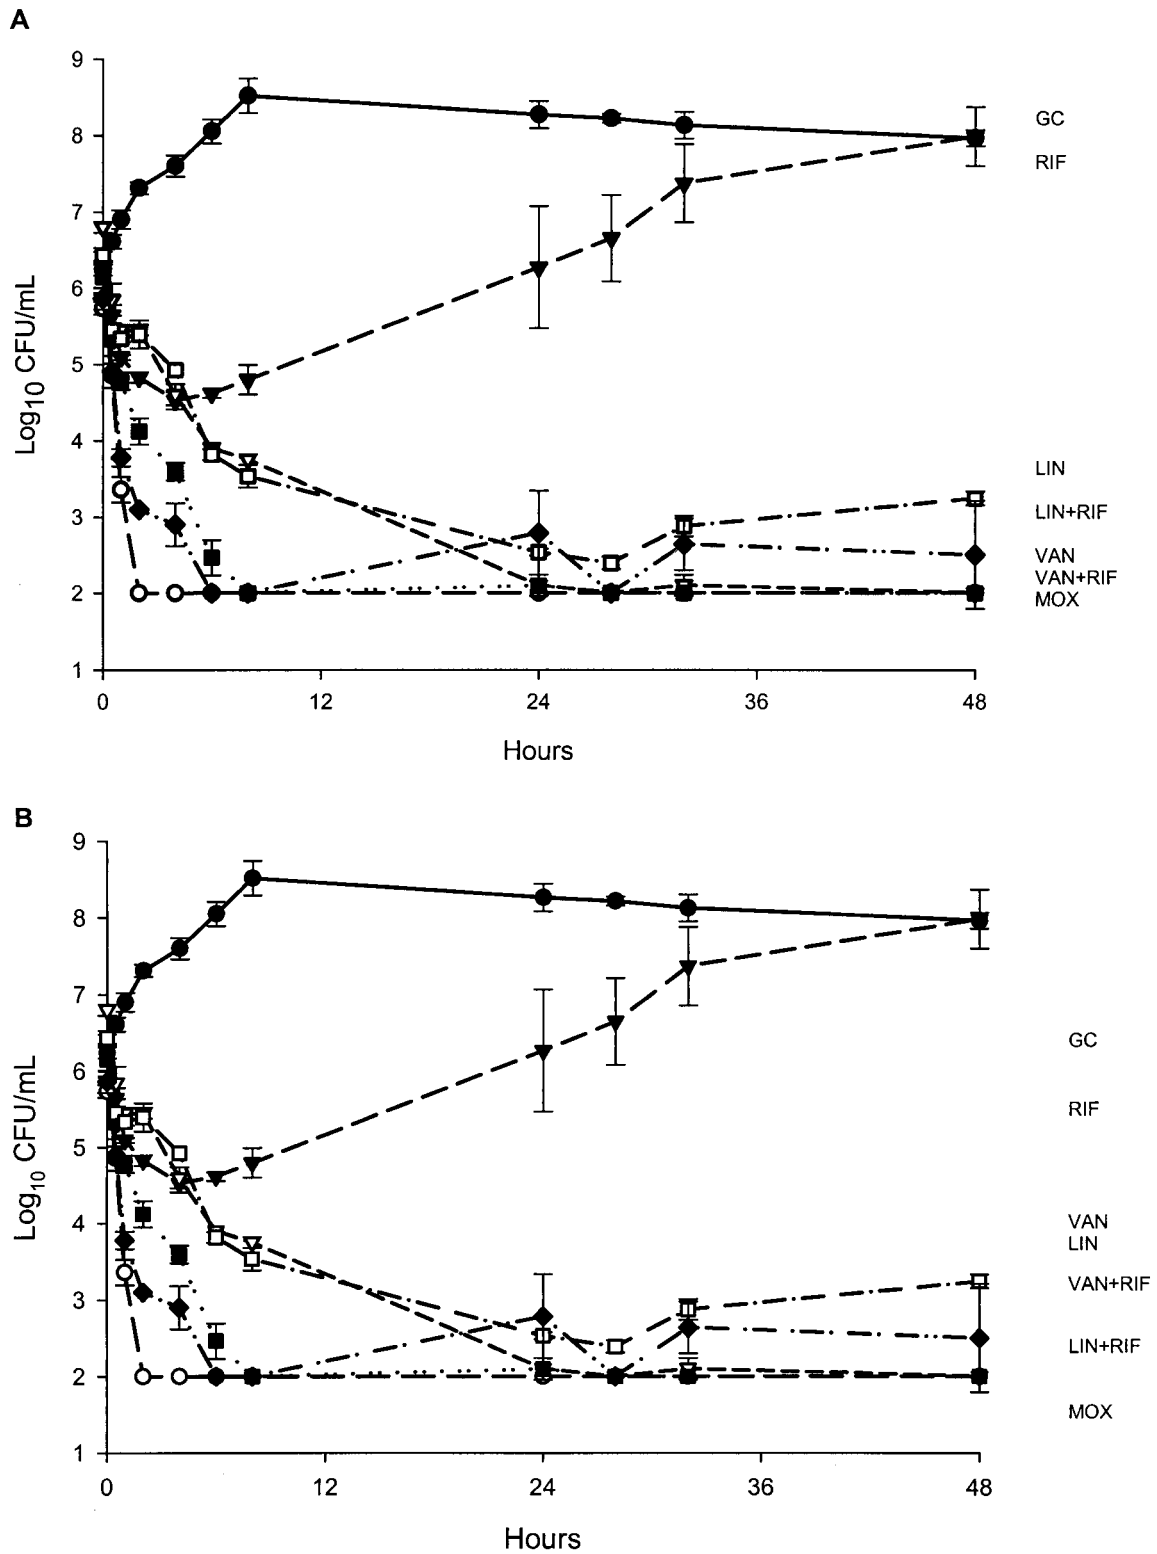 A
9
8
7
6
5
4
3
2
1
Log10 CFU/mL
GC
RIF
LIN
LIN+RIF
VAN
VAN+RIF
MOX
0 12 24 36 48
Hours
B
9
8
7
6
5
4
3
2
1
Log10 CFU/mL
GC
RIF
VAN
LIN
VAN+RIF
LIN+RIF
MOX
0 12 24 36 48
Hours